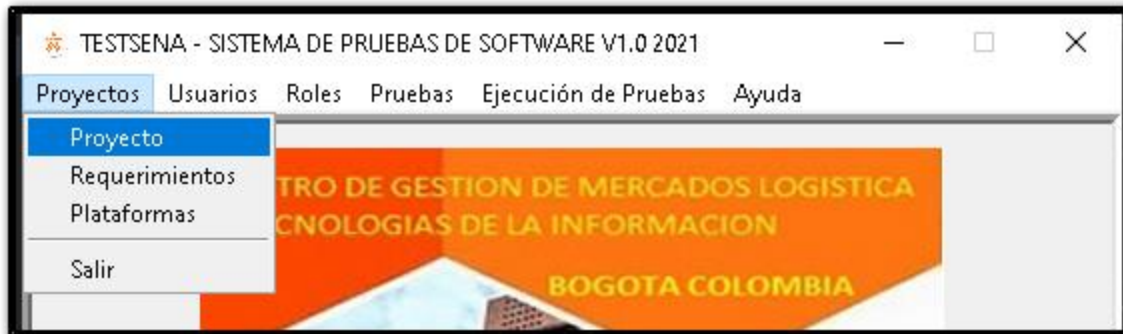 TESTSENA - SISTEMA DE PRUEBAS DE SOFTWARE V1.0 2021
Proyectos Usuarios Roles Pruebas Ejecución de Pruebas Ayuda
Proyecto
Requerimientos
Plataformas
Salir
TRO DE GESTION DE MERCADOS LOGISTICA
CNOLOGIAS DE LA INFORMACION
BOGOTA COLOMBIA